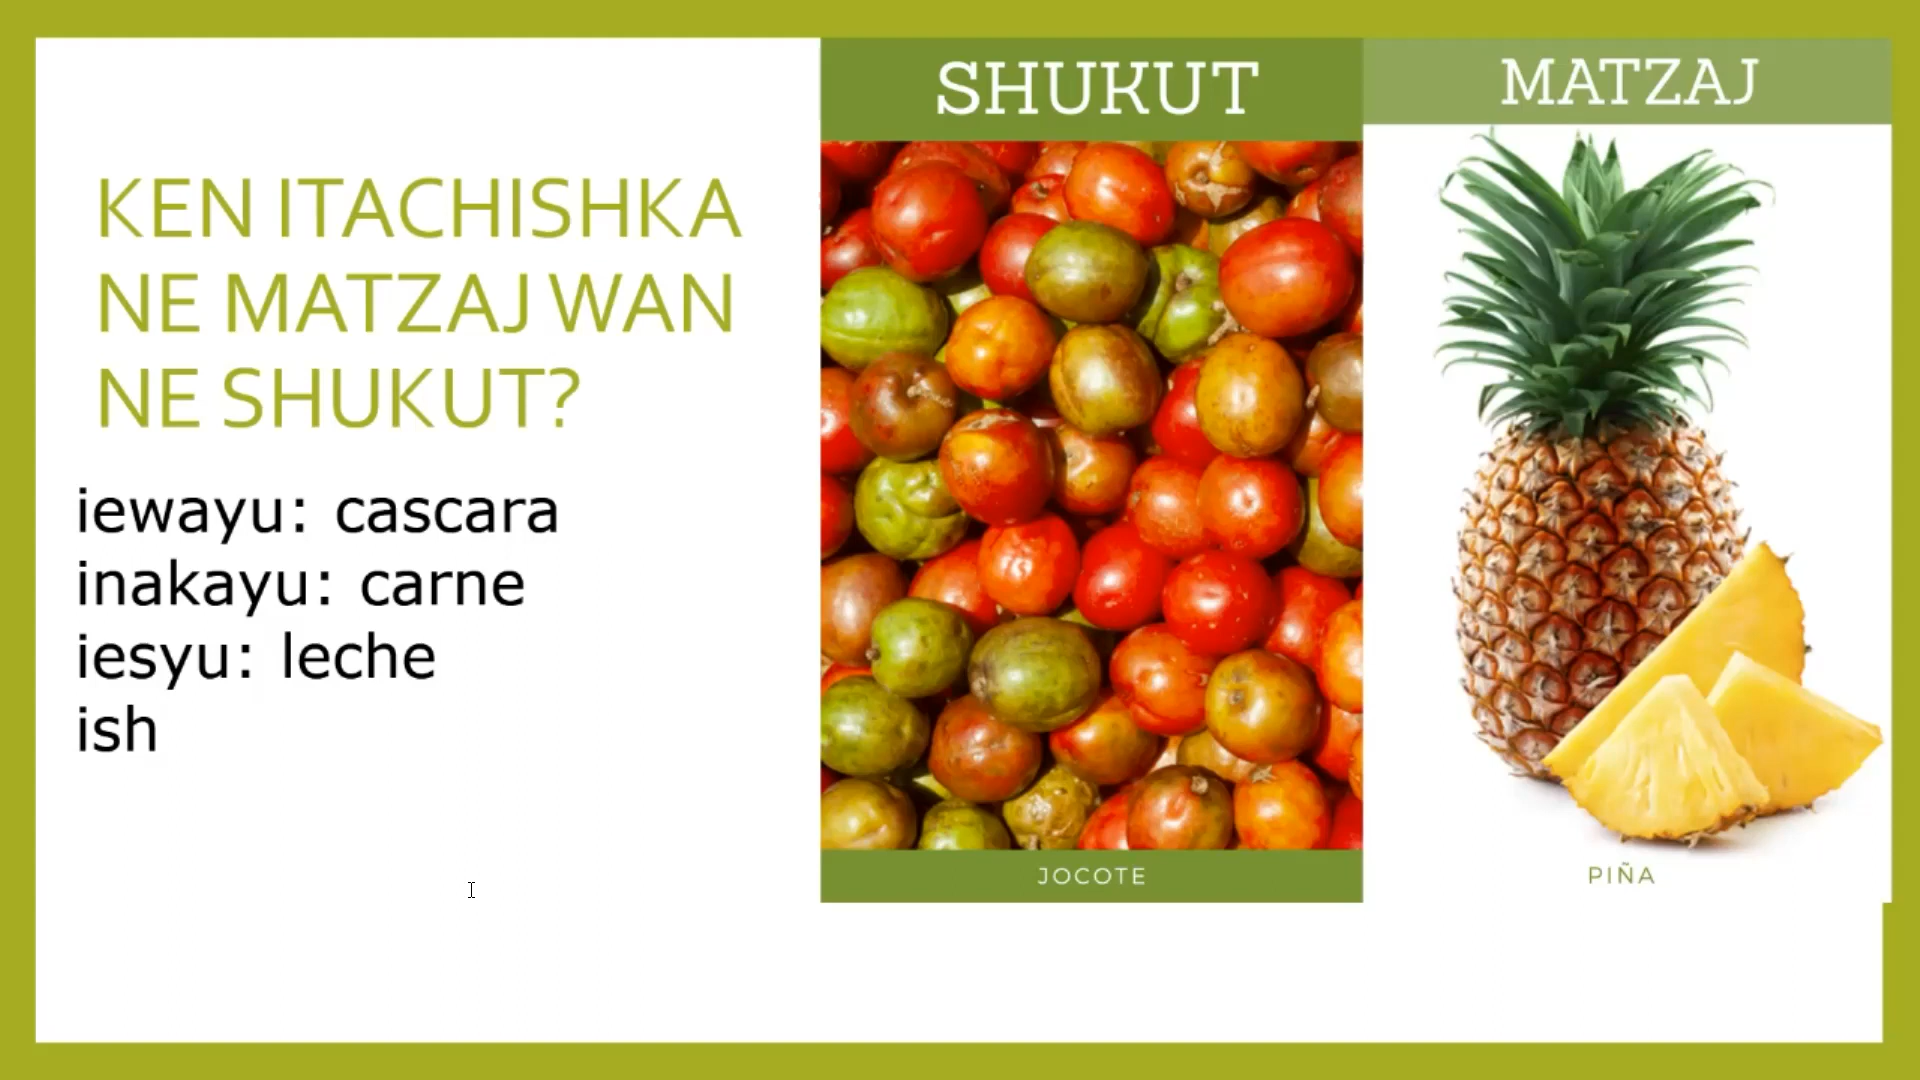 KEN ITACHISHKA
NE MATZAJ WAN
NE SHUKUT?
iewayu: cascara
inakayu: carne
iesyu: leche
ish
SHUKUT
JOCOTE
MATZAJ
PIÑA